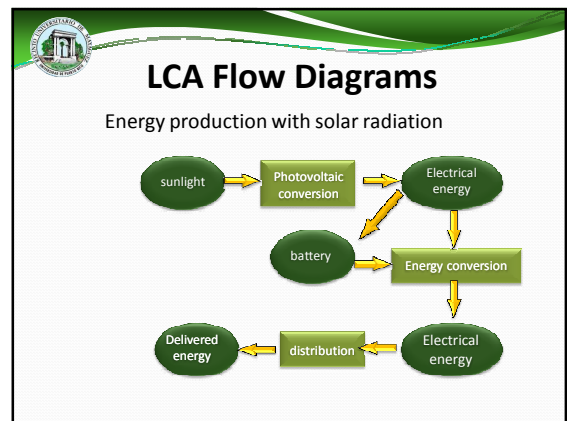 LCA Flow Diagrams
Energy production with solar radiation
sunlight
Photovoltaic
conversion
Electrical
energy
battery
Energy conversion
Delivered
energy
distribution
Electrical
energy